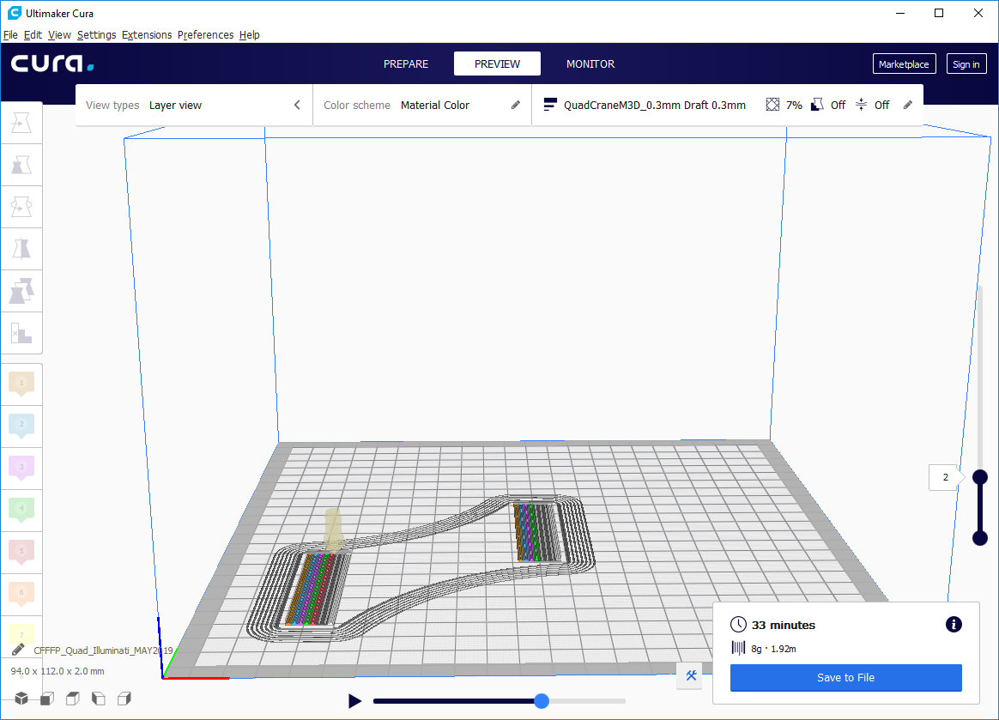 Ultimaker Cura
File Edit View Settings Extensions Preferences Help
cura.
PREPARE PREVIEW MONITOR
Marketplace Sign in
View types Layer view
Color scheme Material Color
QuadCraneM3D_0.3mm Draft 0.3mm 7% Off Off
1
2
3
4
5
6
7
2
CFFFP_Quad_Illuminati_MAY2019
94.0 x 112.0 x 2.0 mm
33 minutes
8g · 1.92m
Save to File